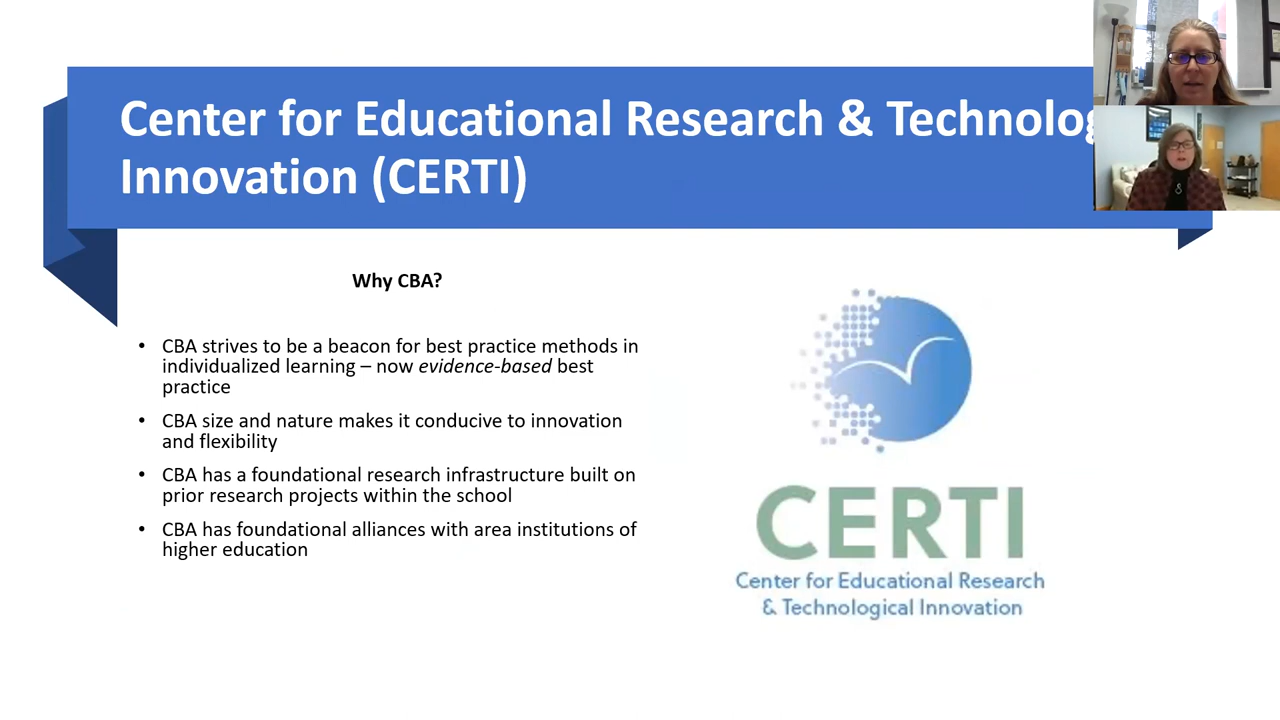 Center for Educational Research & Technolog
Innovation (CERTI)
Why CBA?
• CBA strives to be a beacon for best practice methods in
individualized learning – now evidence-based best
practice
• CBA size and nature makes it conducive to innovation
and flexibility
• CBA has a foundational research infrastructure built on
prior research projects within the school
• CBA has foundational alliances with area institutions of
higher education
CERTI
Center for Educational Research
& Technological Innovation